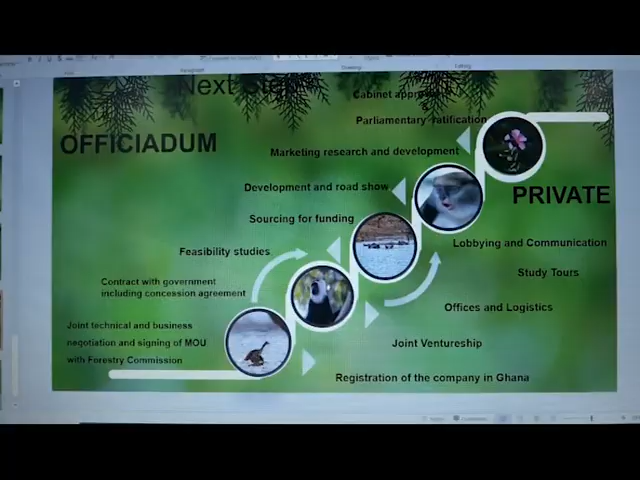 Next Step
Cabinet approval
&
Parliamentary ratification
OFFICIADUM
Marketing research and development
Development and road show
PRIVATE
Sourcing for funding
Lobbying and Communication
Feasibility studies
Study Tours
Contract with government
including concession agreement
Offices and Logistics
Joint technical and business
negotiation and signing of MOU
with Forestry Commission
Joint Ventureship
Registration of the company in Ghana